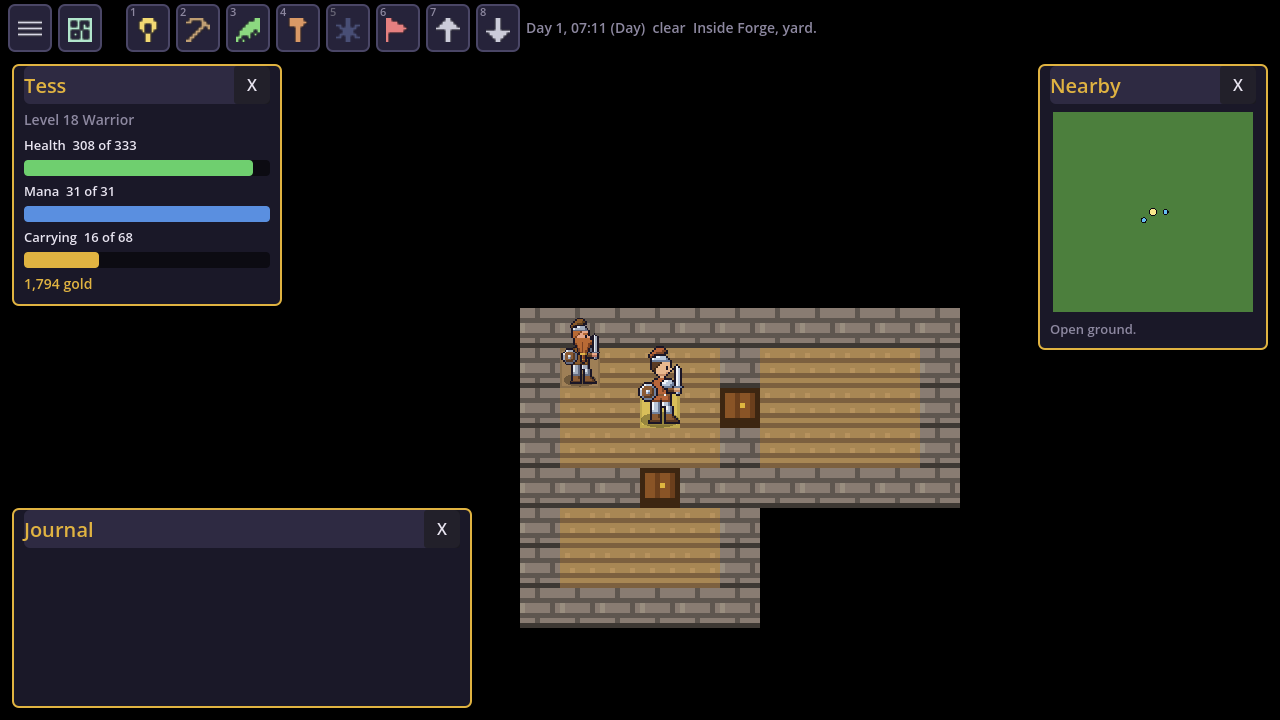 1 2 3 4 5 6 7 8
Day 1, 07:11 (Day)  clear  Inside Forge, yard.
Tess
X
Level 18 Warrior
Health  308 of 333
Mana  31 of 31
Carrying  16 of 68
1,794 gold
Nearby
X
Open ground.
Journal
X